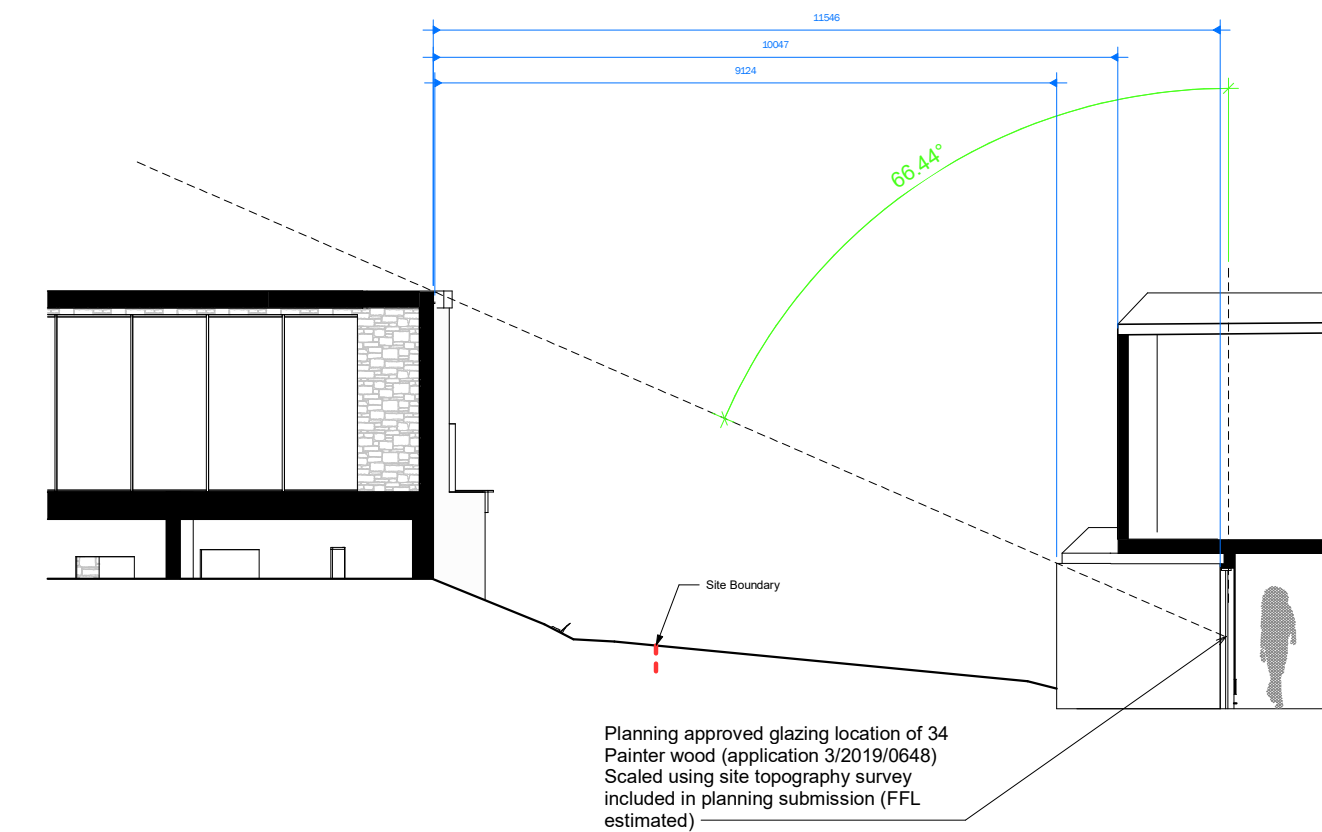 11546
10047
9124
66.44°
Site Boundary
Planning approved glazing location of 34
Painter wood (application 3/2019/0648)
Scaled using site topography survey
included in planning submission (FFL
estimated)